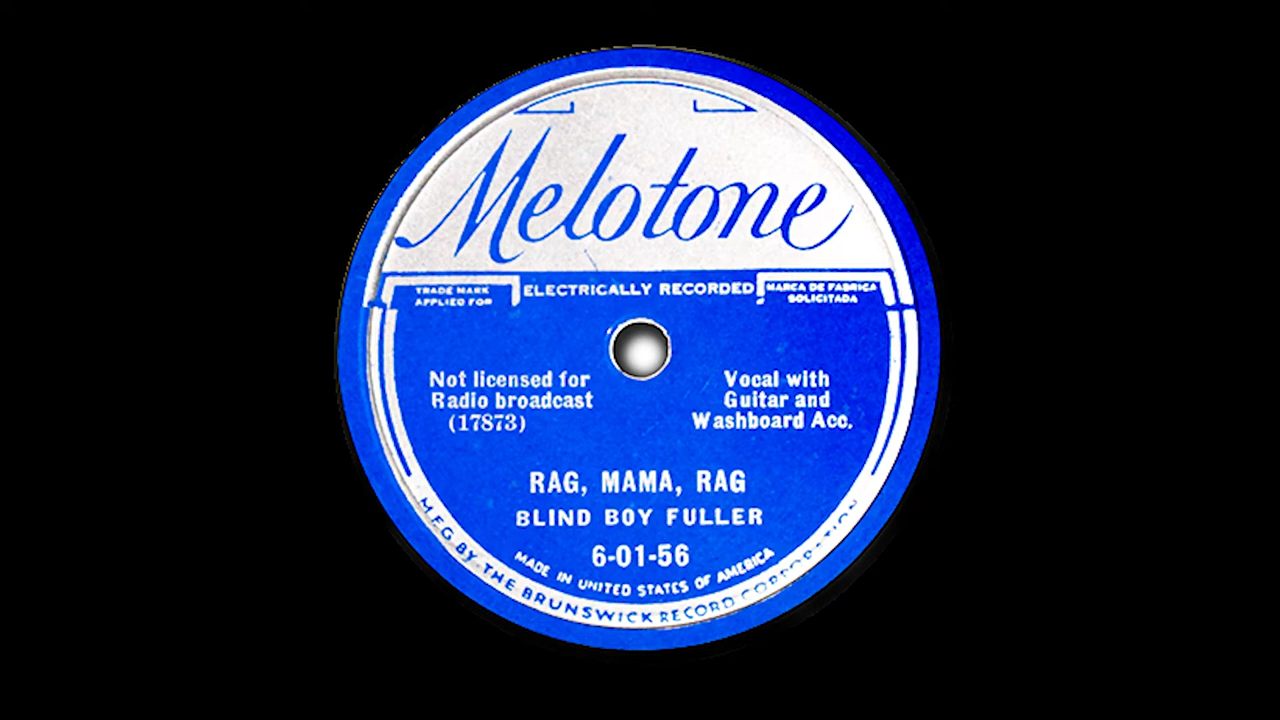 Melotone
TRADE MARK
APPLIED FOR
ELECTRICALLY RECORDED
MARCA DE FABRICA
SOLICITADA
Not licensed for
Radio broadcast
(17873)
Vocal with
Guitar and
Washboard Acc.
RAG, MAMA, RAG
BLIND BOY FULLER
6-01-56
MADE IN UNITED STATES OF AMERICA
MFG BY THE BRUNSWICK RECORD CORPORATION